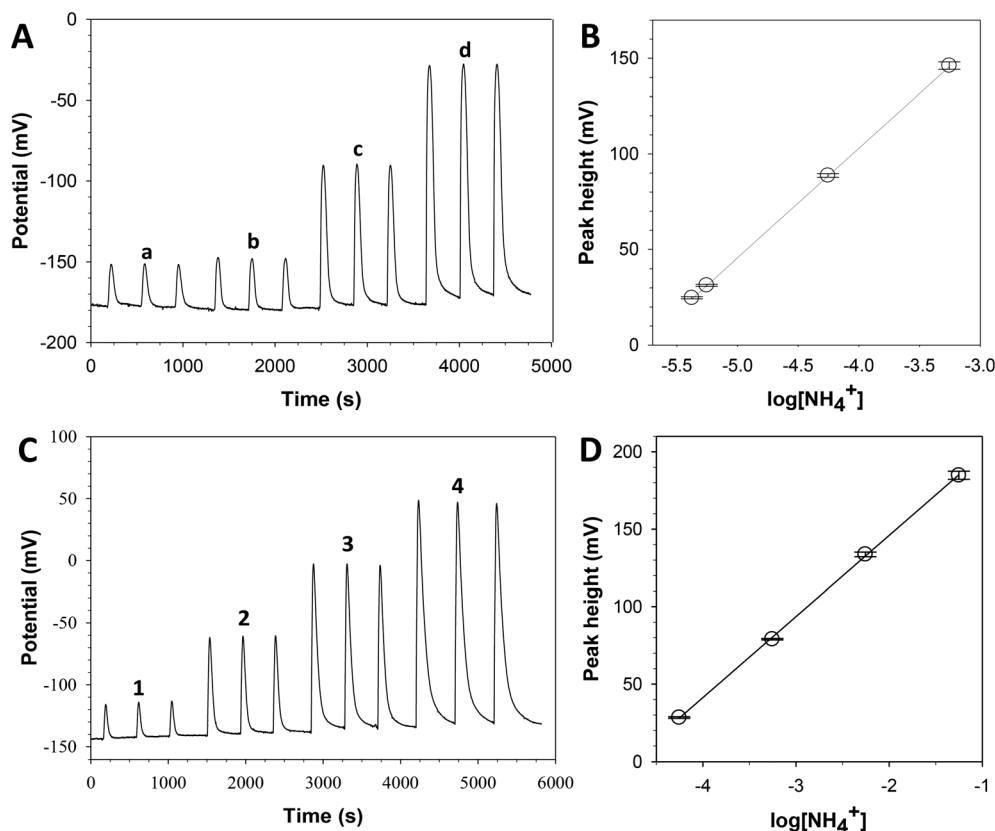 A
0
-50
-100
-150
-200
Potential (mV)
a
b
c
d
0 1000 2000 3000 4000 5000
Time (s)
B
150
100
50
0
Peak height (mV)
-5.5 -5.0 -4.5 -4.0 -3.5 -3.0
log[NH₄⁺]
C
100
50
0
-50
-100
-150
Potential (mV)
1
2
3
4
0 1000 2000 3000 4000 5000 6000
Time (s)
D
200
150
100
50
0
Peak height (mV)
-4 -3 -2 -1
log[NH₄⁺]